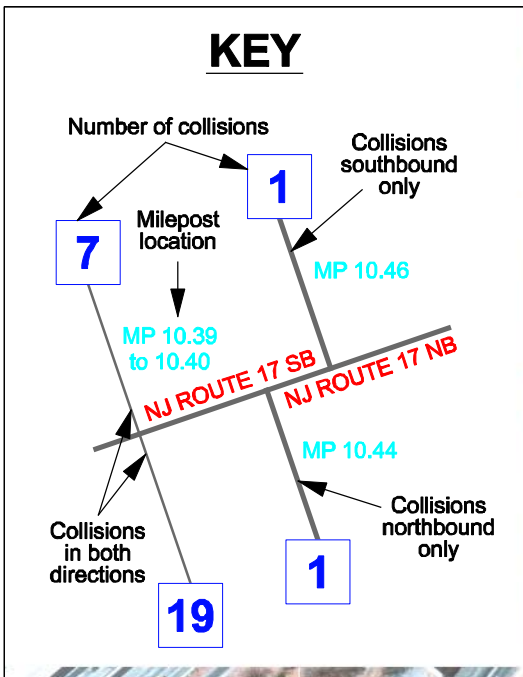 KEY
Number of collisions
Collisions
southbound
only
1
7
Milepost
location
MP 10.46
MP 10.39
to 10.40
NJ ROUTE 17 SB
NJ ROUTE 17 NB
MP 10.44
Collisions
in both
directions
Collisions
northbound
only
19
1